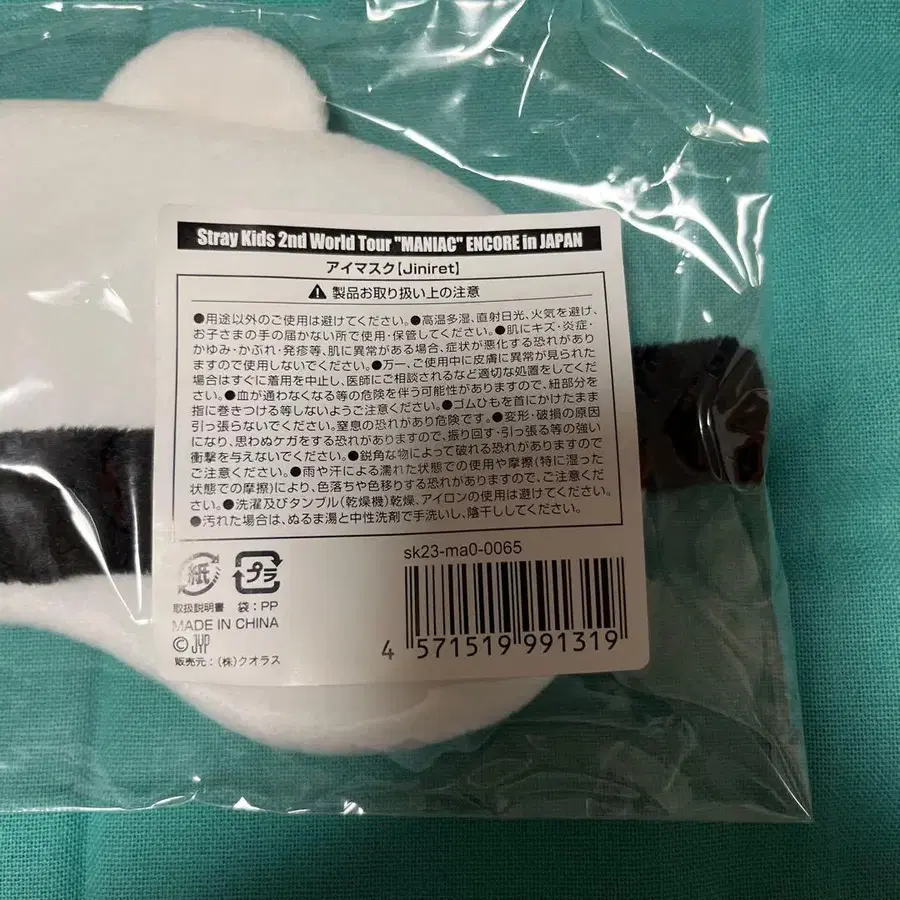 Stray Kids 2nd World Tour "MANIAC" ENCORE in JAPAN
アイマスク【Jiniret】
製品お取り扱い上の注意
●用途以外のご使用は避けてください。●高温多湿、直射日光、火気を避け、
お子さまの手の届かない所で使用・保管してください。●肌にキズ・炎症・
かゆみ・かぶれ・発疹等、肌に異常がある場合、症状が悪化する恐れがあり
ますので使用しないでください。●万一、ご使用中に皮膚に異常が見られた
場合はすぐに着用を中止し、医師にご相談されるなど適切な処置をしてくださ
い。●血が通わなくなる等の危険を伴う可能性がありますので、紐部分を
指に巻きつける等しないようご注意ください。●ゴムひもを首にかけたまま
引っ張らないでください。窒息の恐れがあり危険です。●変形・破損の原因
になり、思わぬケガをする恐れがありますので、振り回す・引っ張る等の強い
衝撃を与えないでください。●鋭角な物によって破れる恐れがありますので
ご注意ください。●雨や汗による濡れた状態での使用や摩擦(特に湿った
状態での摩擦)により、色落ちや色移りする恐れがありますので、ご注意くだ
さい。●洗濯及びタンブル(乾燥機)乾燥、アイロンの使用は避けてください。
●汚れた場合は、ぬるま湯と中性洗剤で手洗いし、陰干ししてください。
紙 プラ
取扱説明書 袋:PP
MADE IN CHINA
© JYP
販売元:(株)クオラス
sk23-ma0-0065
4 571519 991319